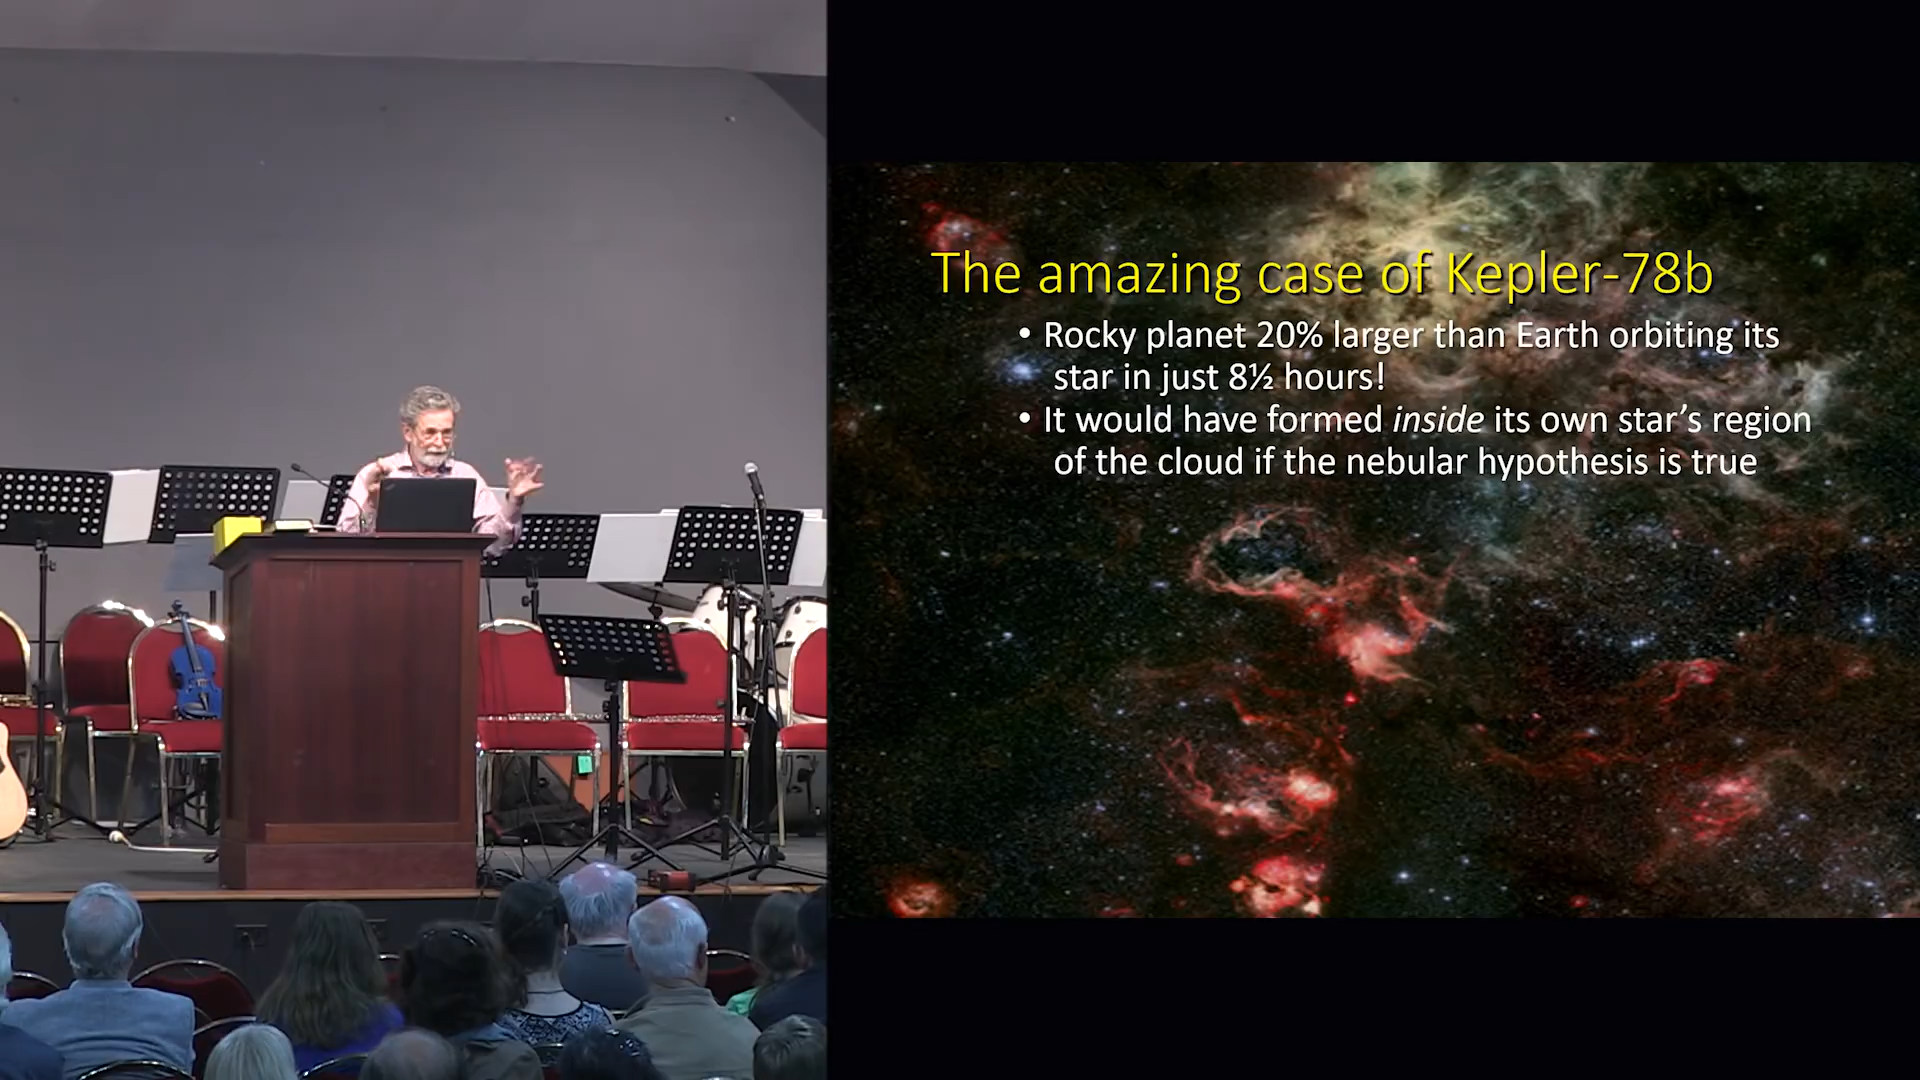 The amazing case of Kepler-78b
• Rocky planet 20% larger than Earth orbiting its
star in just 8½ hours!
• It would have formed inside its own star's region
of the cloud if the nebular hypothesis is true